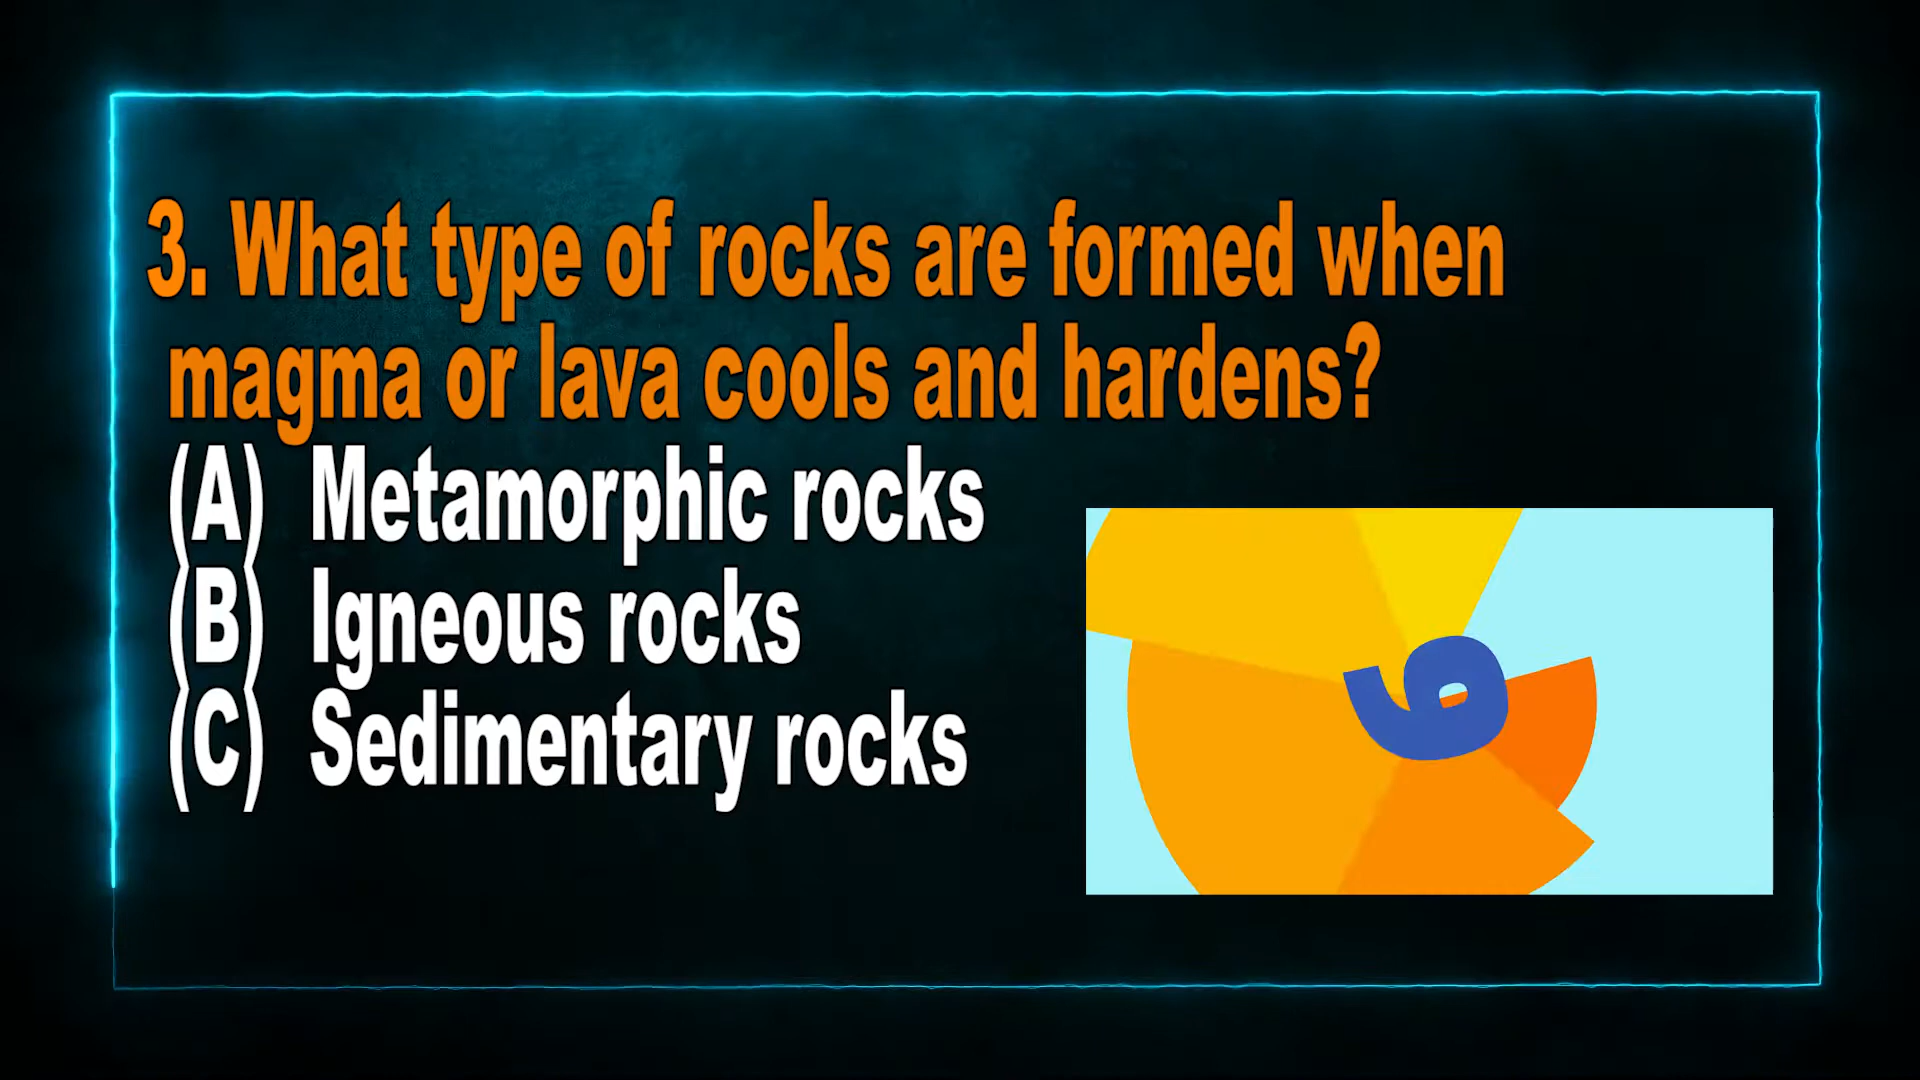 3. What type of rocks are formed when
magma or lava cools and hardens?
(A) Metamorphic rocks
(B) Igneous rocks
(C) Sedimentary rocks
9